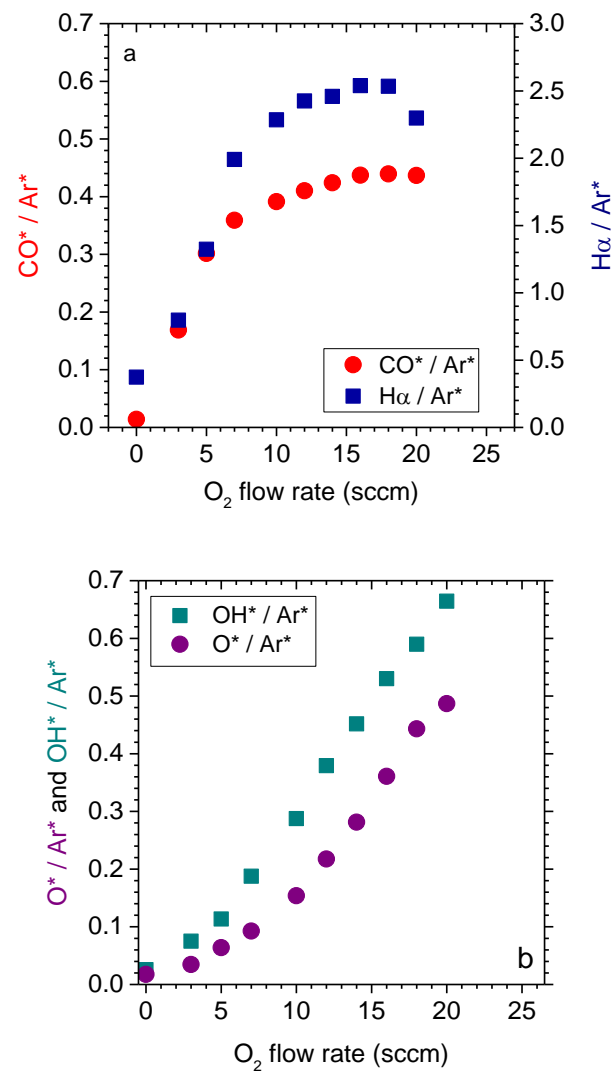 a
0.7
0.6
0.5
0.4
0.3
0.2
0.1
0.0
CO* / Ar*
3.0
2.5
2.0
1.5
1.0
0.5
0.0
Hα / Ar*
CO* / Ar*
Hα / Ar*
0 5 10 15 20 25
O₂ flow rate (sccm)
0.7
0.6
0.5
0.4
0.3
0.2
0.1
0.0
O* / Ar* and OH* / Ar*
OH* / Ar*
O* / Ar*
b
0 5 10 15 20 25
O₂ flow rate (sccm)